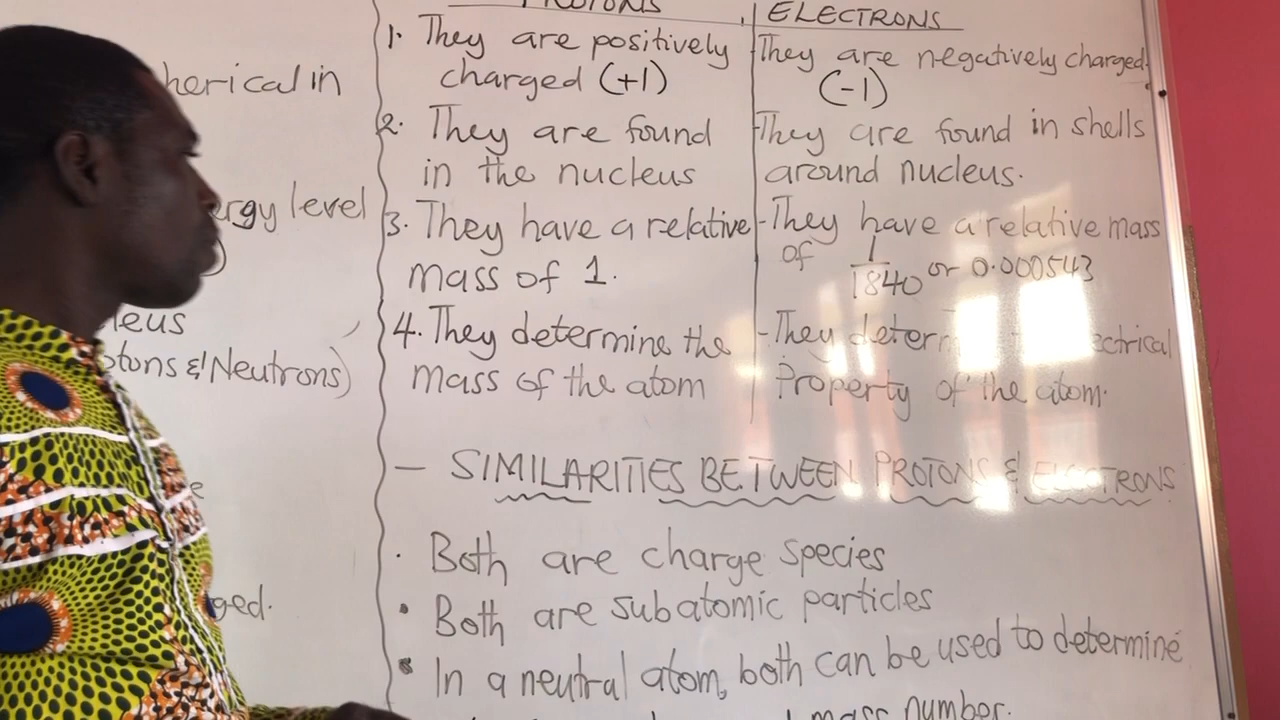 herical in
rgy level
)
leus
otons & Neutrons)
e
ged.
PROTONS
1. They are positively
charged (+1)
2. They are found
in the nucleus
3. They have a relative
mass of 1.
4. They determine the
mass of the atom
ELECTRONS
They are negatively charged.
(-1)
They are found in shells
around nucleus.
- They have a relative mass
of 1/1840 or 0.000543
- They ectrical
Property of the atom.
— SIMILARITIES BETWEEN PROTONS & ELECTRONS
· Both are charge species
• Both are subatomic particles
• In a neutral atom, both can be used to determine
mass number.